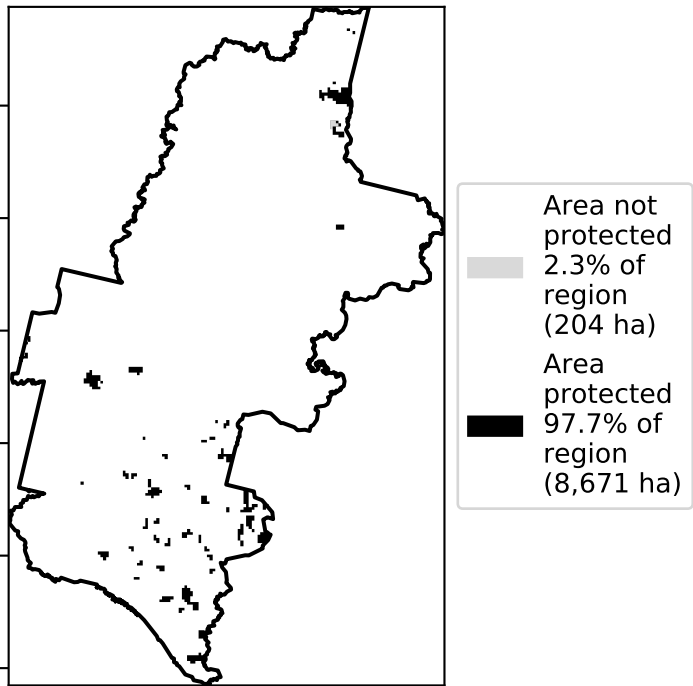 Area not
protected
2.3% of
region
(204 ha)
Area
protected
97.7% of
region
(8,671 ha)